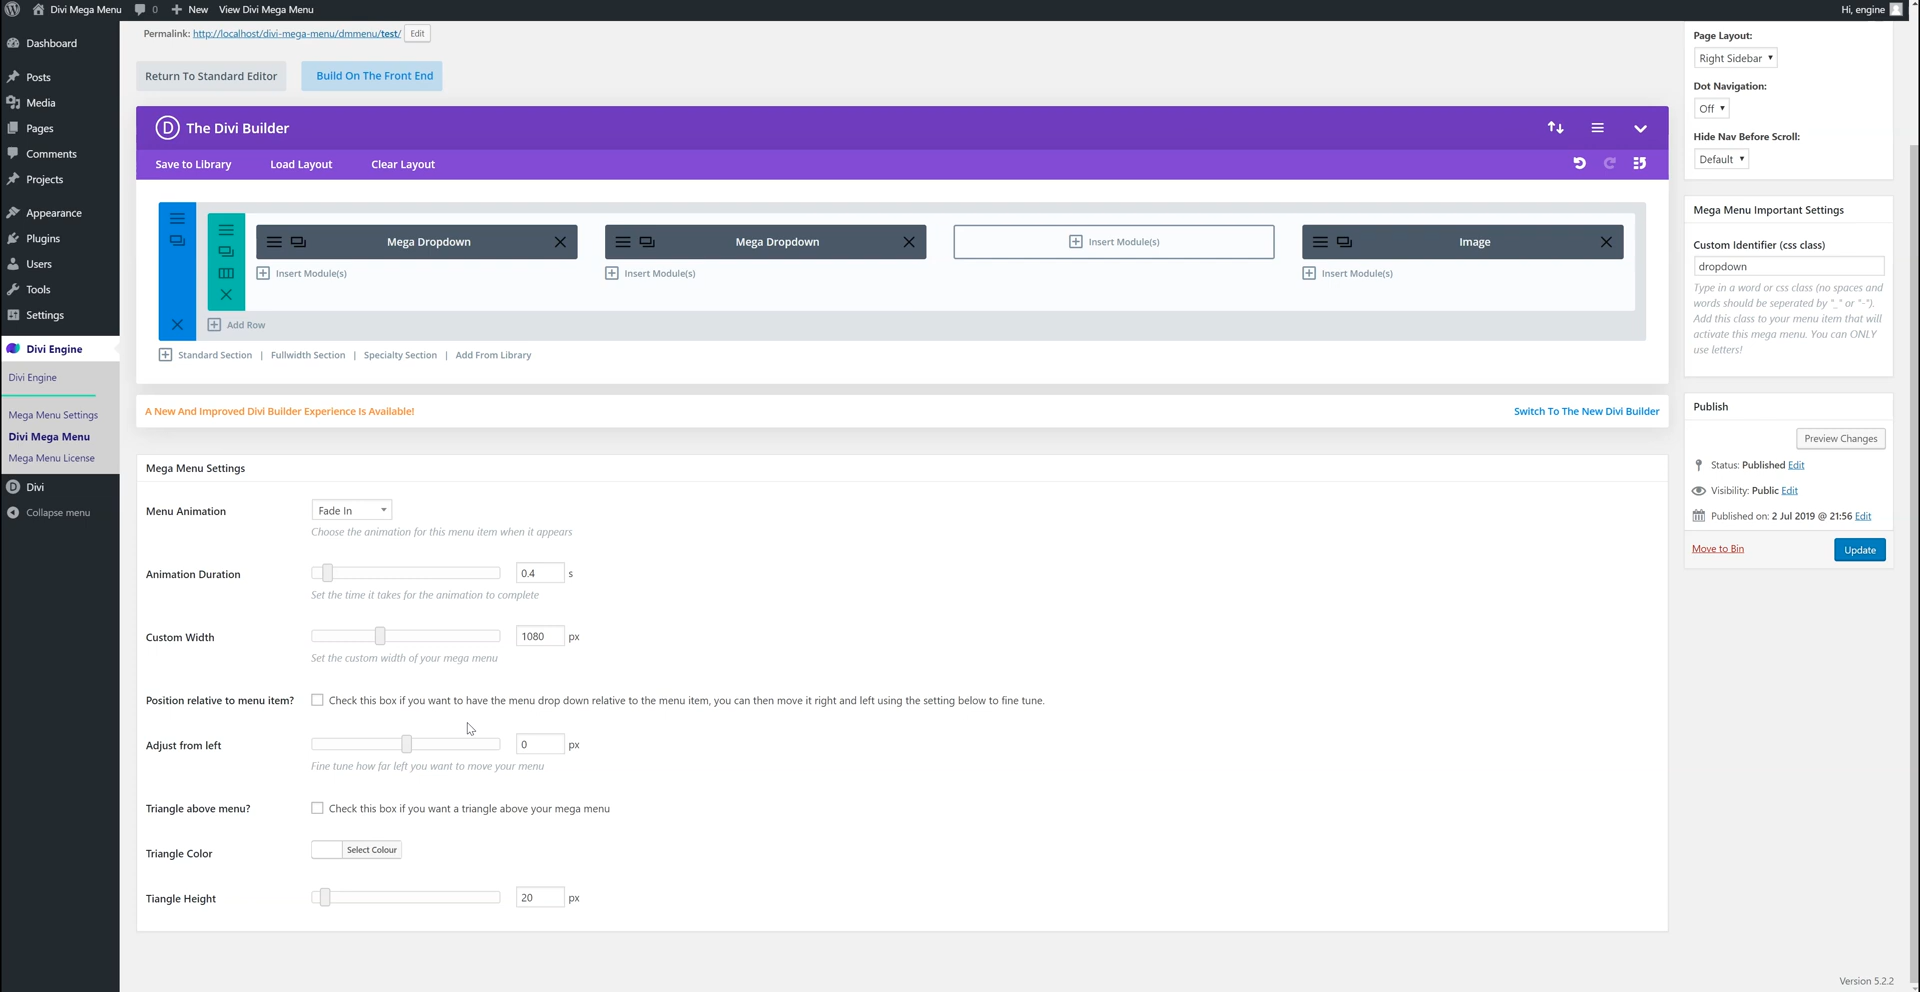 Divi Mega Menu
0
New
View Divi Mega Menu
Hi, engine
Dashboard
Posts
Media
Pages
Comments
Projects
Appearance
Plugins
Users
Tools
Settings
Divi Engine
Divi Engine
Mega Menu Settings
Divi Mega Menu
Mega Menu License
Divi
Collapse menu
Permalink: http://localhost/divi-mega-menu/dmmenu/test/ Edit
Return To Standard Editor
Build On The Front End
D The Divi Builder
Save to Library
Load Layout
Clear Layout
Mega Dropdown
Mega Dropdown
Insert Module(s)
Image
Insert Module(s)
Insert Module(s)
Insert Module(s)
Add Row
Standard Section | Fullwidth Section | Specialty Section | Add From Library
A New And Improved Divi Builder Experience Is Available!
Switch To The New Divi Builder
Mega Menu Settings
Menu Animation
Fade In
Choose the animation for this menu item when it appears
Animation Duration
0.4 s
Set the time it takes for the animation to complete
Custom Width
1080 px
Set the custom width of your mega menu
Position relative to menu item?
Check this box if you want to have the menu drop down relative to the menu item, you can then move it right and left using the setting below to fine tune.
Adjust from left
0 px
Fine tune how far left you want to move your menu
Triangle above menu?
Check this box if you want a triangle above your mega menu
Triangle Color
Select Colour
Tiangle Height
20 px
Page Layout:
Right Sidebar
Dot Navigation:
Off
Hide Nav Before Scroll:
Default
Mega Menu Important Settings
Custom Identifier (css class)
dropdown
Type in a word or css class (no spaces and
words should be seperated by "_" or "-").
Add this class to your menu item that will
activate this mega menu. You can ONLY
use letters!
Publish
Preview Changes
Status: Published Edit
Visibility: Public Edit
Published on: 2 Jul 2019 @ 21:56 Edit
Move to Bin
Update
Version 5.2.2